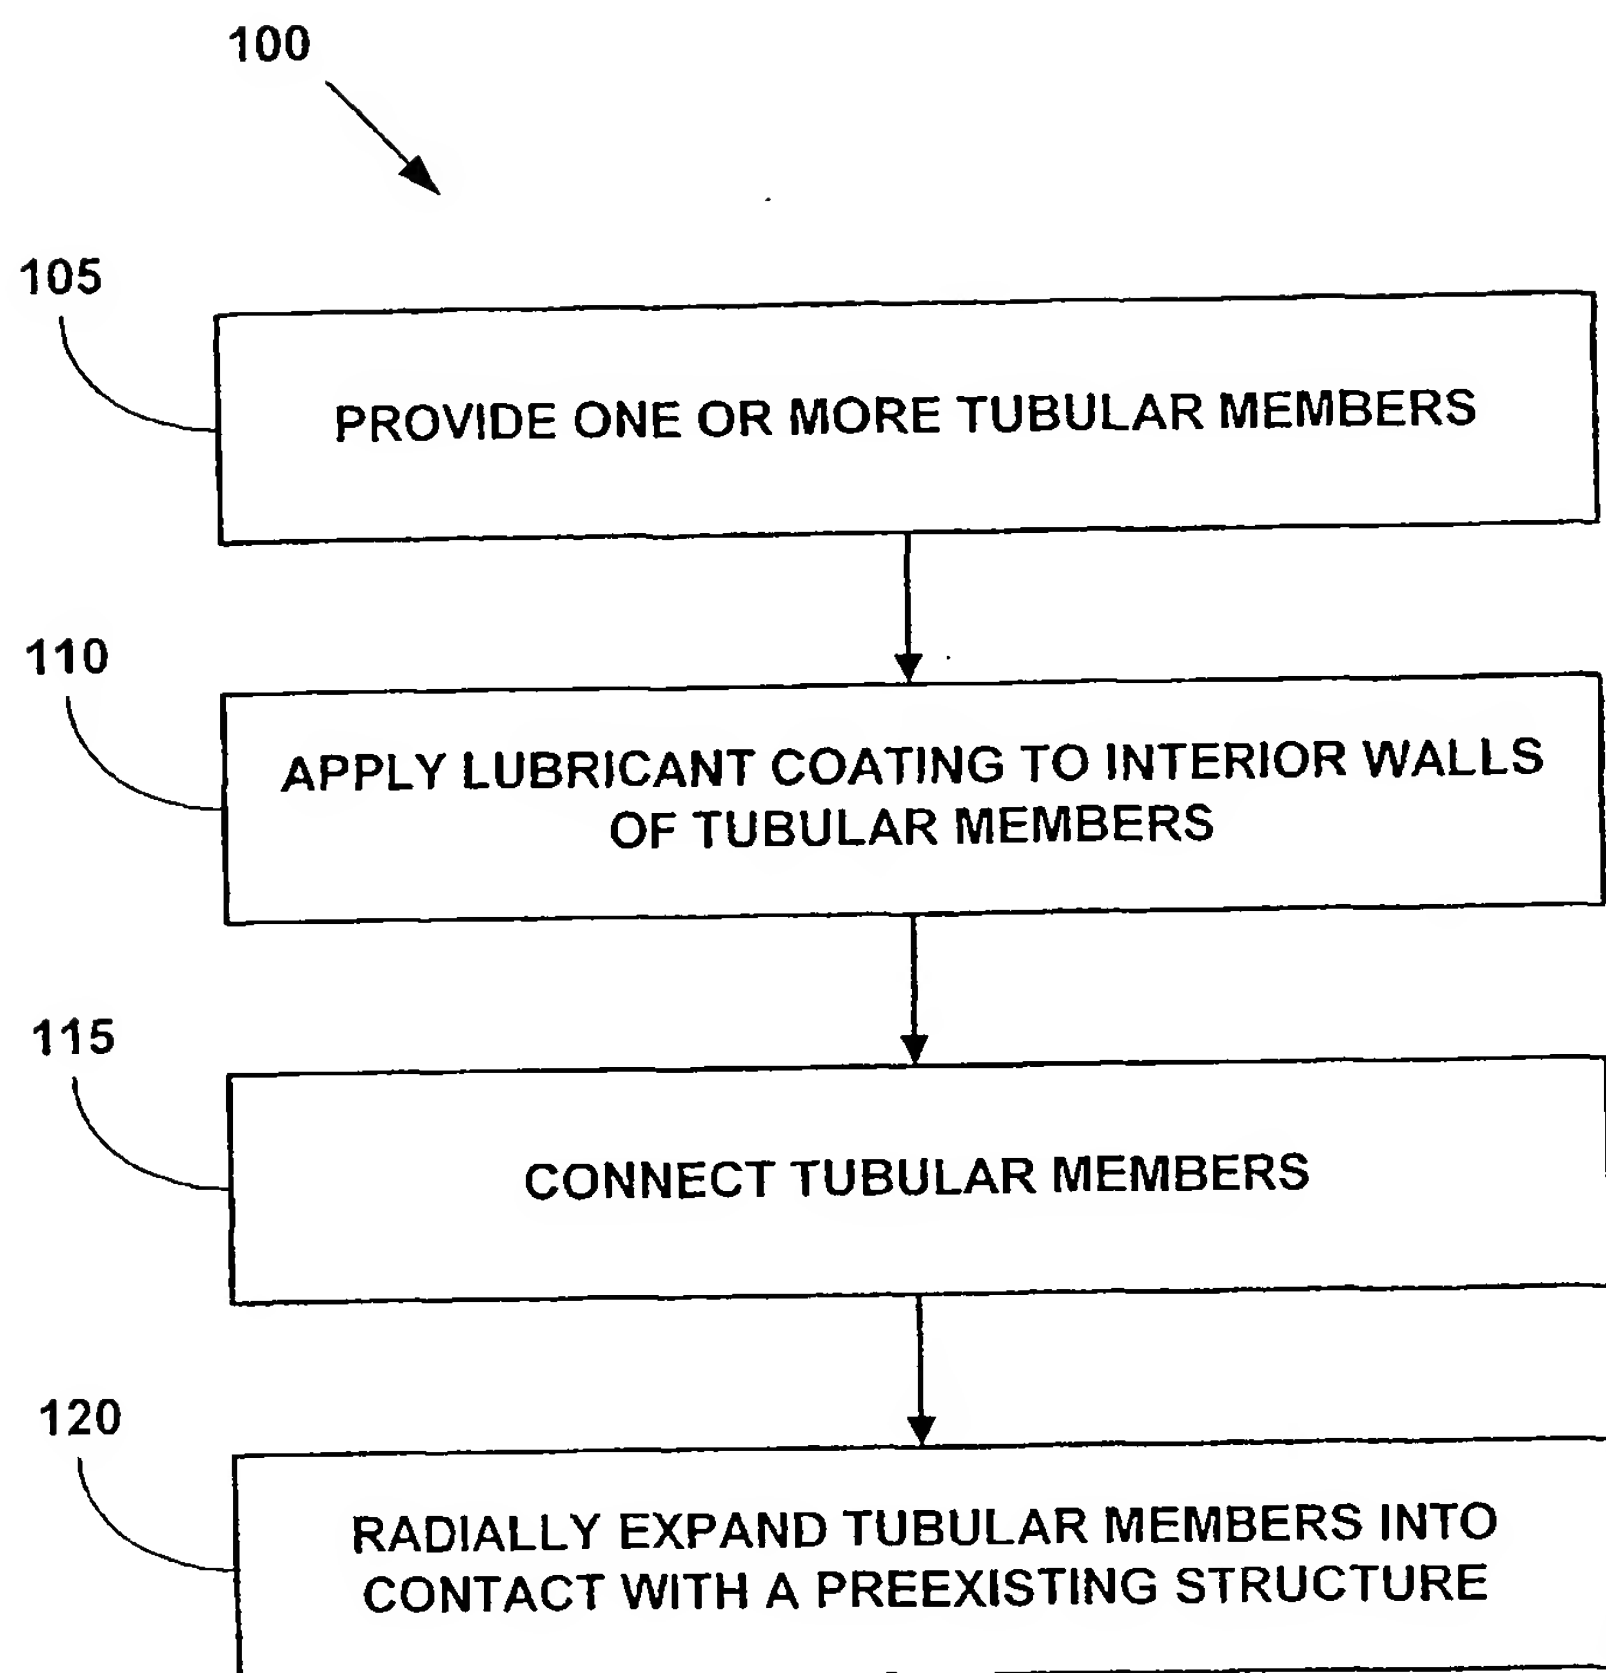 100
105
PROVIDE ONE OR MORE TUBULAR MEMBERS
110
APPLY LUBRICANT COATING TO INTERIOR WALLS
OF TUBULAR MEMBERS
115
CONNECT TUBULAR MEMBERS
120
RADIALLY EXPAND TUBULAR MEMBERS INTO
CONTACT WITH A PREEXISTING STRUCTURE